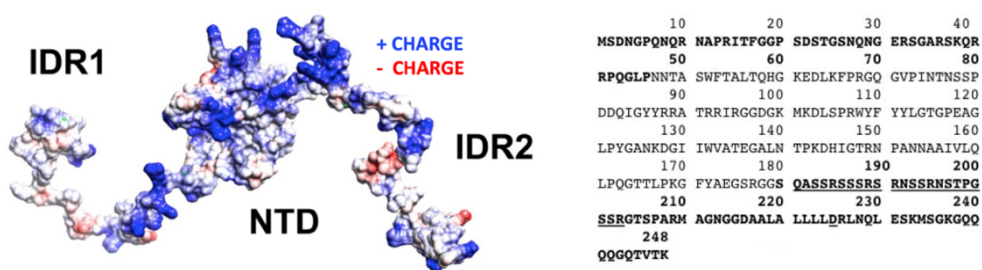 IDR1
+ CHARGE
- CHARGE
IDR2
NTD
10 20 30 40
MSDNGPQNQR NAPRITFGGP SDSTGSNQNG ERSGARSKQR
50 60 70 80
RPQGLPNNTA SWFTALTQHG KEDLKFPRGQ GVPINTNSSP
90 100 110 120
DDQIGYYRRA TRRIRGGDGK MKDLSPRWYF YYLGTGPEAG
130 140 150 160
LPYGANKDGI IWVATEGALN TPKDHIGTRN PANNAAIVLQ
170 180 190 200
LPQGTTLPKG FYAEGSRGGS QASSRSSSRS RNSSRNSTPG
210 220 230 240
SSRGTSPARM AGNGGDAALA LLLLDRLNQL ESKMSGKGQQ
248
QQGQTVTK